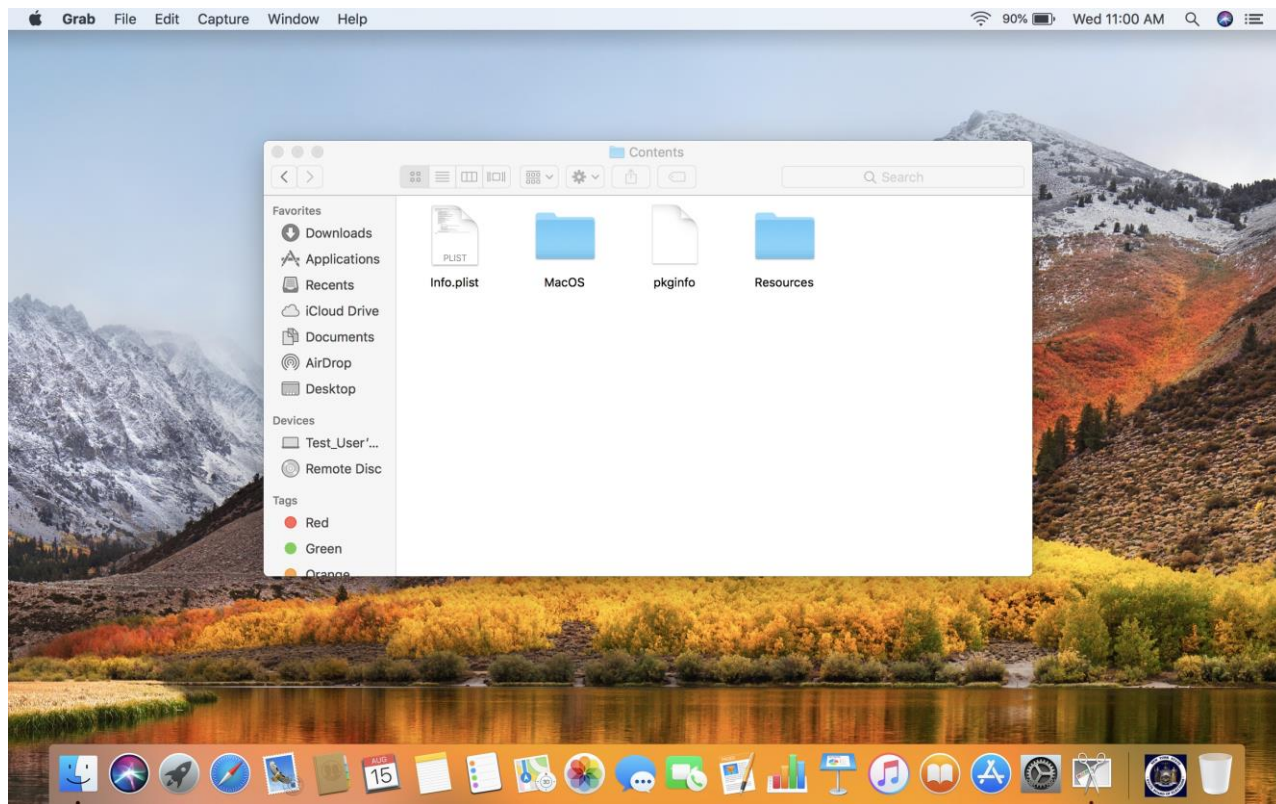 Grab File Edit Capture Window Help 90% Wed 11:00 AM
Contents
Search
Favorites
Downloads
Applications
Recents
iCloud Drive
Documents
AirDrop
Desktop
Devices
Test_User'...
Remote Disc
Tags
Red
Green
Orange
PLIST
Info.plist MacOS pkginfo Resources
AUG
15